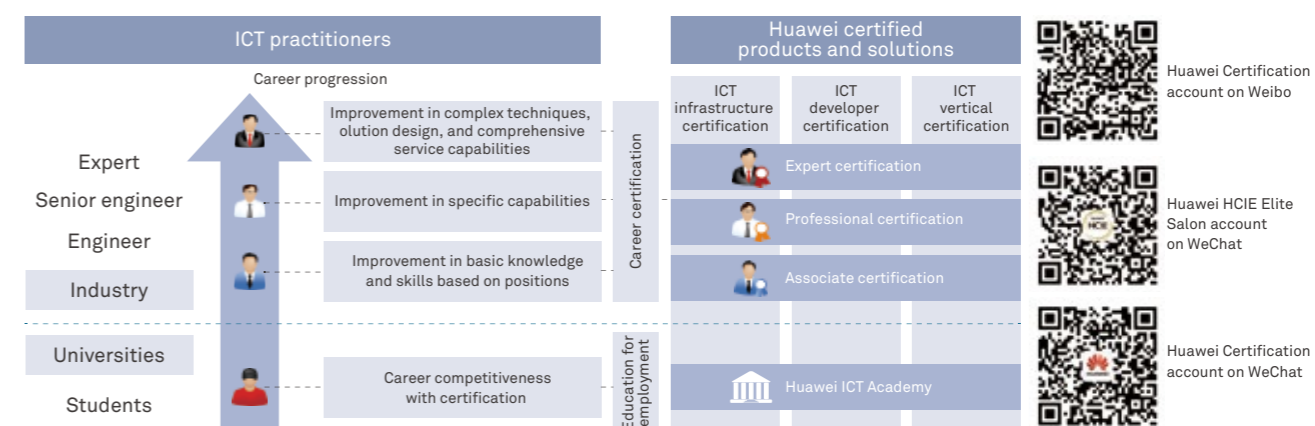 ICT practitioners
Career progression
Expert
Senior engineer
Engineer
Industry
Universities
Students
Improvement in complex techniques,
olution design, and comprehensive
service capabilities
Improvement in specific capabilities
Improvement in basic knowledge
and skills based on positions
Career competitiveness
with certification
Career certification
Education for
employment
Huawei certified
products and solutions
ICT
infrastructure
certification
ICT
developer
certification
ICT
vertical
certification
Expert certification
Professional certification
Associate certification
Huawei ICT Academy
Huawei Certification
account on Weibo
HCIE
Huawei HCIE Elite
Salon account
on WeChat
Huawei Certification
account on WeChat